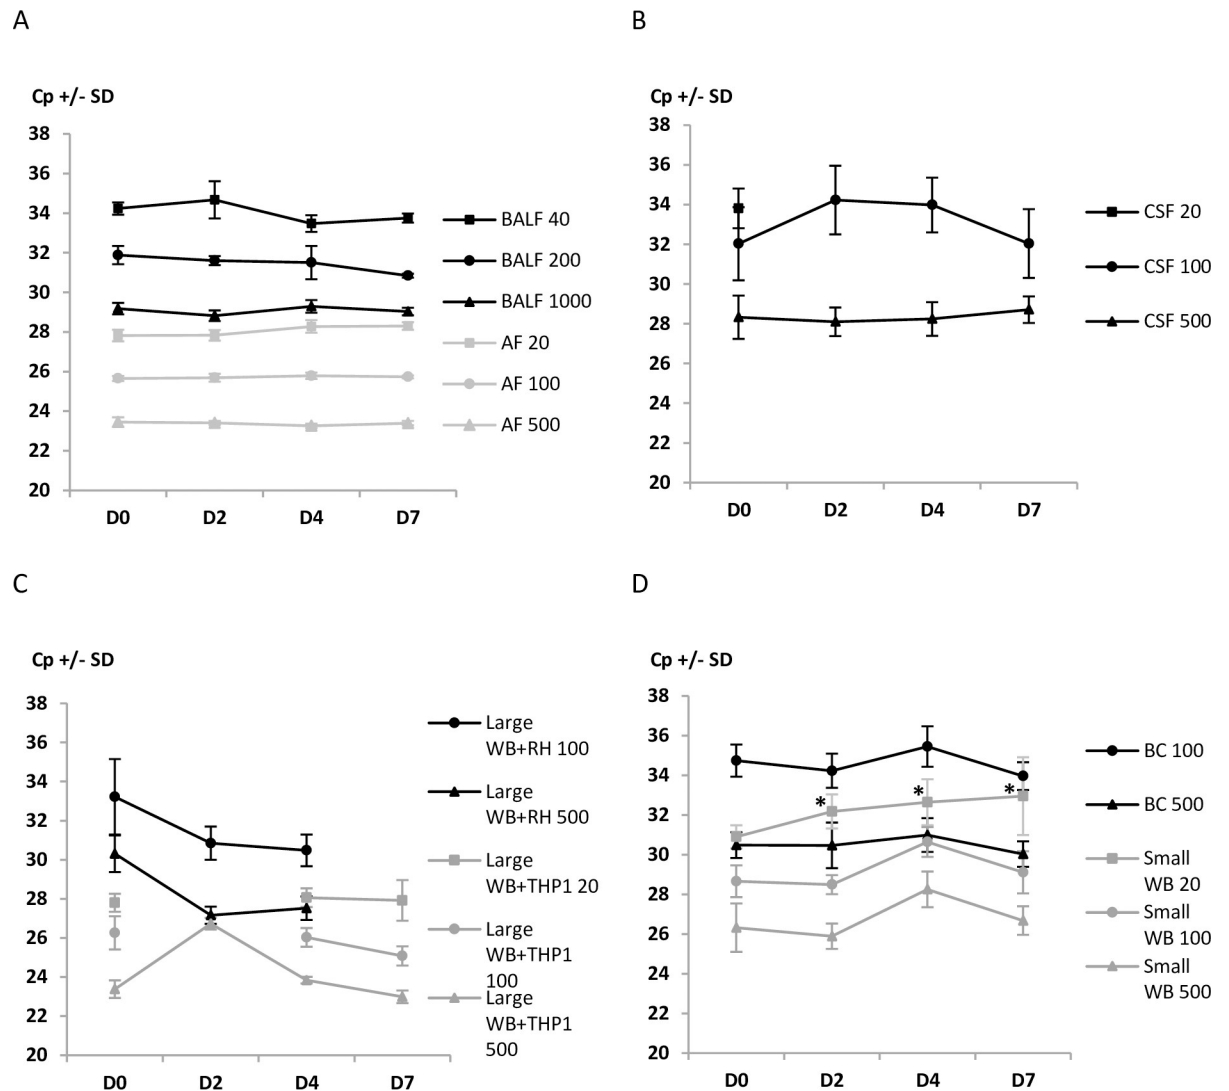 A
Cp +/- SD
38
36
34
32
30
28
26
24
22
20
D0 D2 D4 D7
BALF 40
BALF 200
BALF 1000
AF 20
AF 100
AF 500
B
Cp +/- SD
38
36
34
32
30
28
26
24
22
20
D0 D2 D4 D7
CSF 20
CSF 100
CSF 500
C
Cp +/- SD
38
36
34
32
30
28
26
24
22
20
D0 D2 D4 D7
Large
WB+RH 100
Large
WB+RH 500
Large
WB+THP1 20
Large
WB+THP1
100
Large
WB+THP1
500
D
Cp +/- SD
38
36
34
32
30
28
26
24
22
20
* * *
D0 D2 D4 D7
BC 100
BC 500
Small
WB 20
Small
WB 100
Small
WB 500